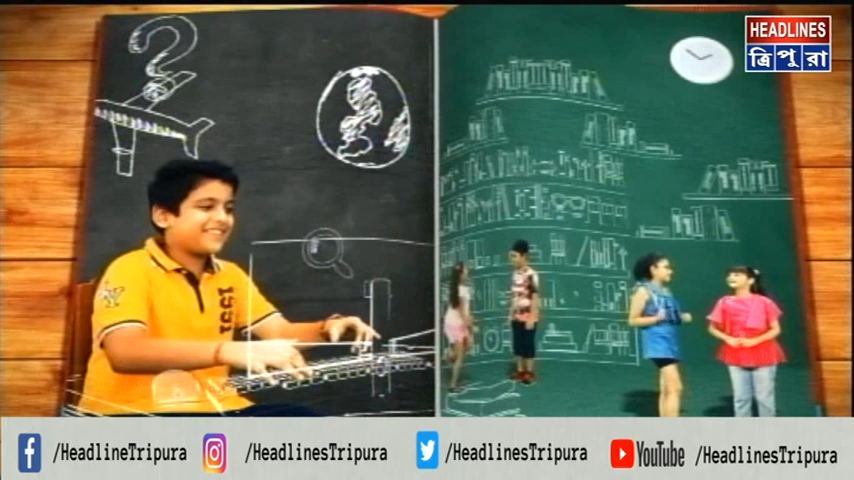 HEADLINES
ত্রিপুরা
1991
/HeadlineTripura
/HeadlinesTripura
/HeadlinesTripura
YouTube
/HeadlinesTripura